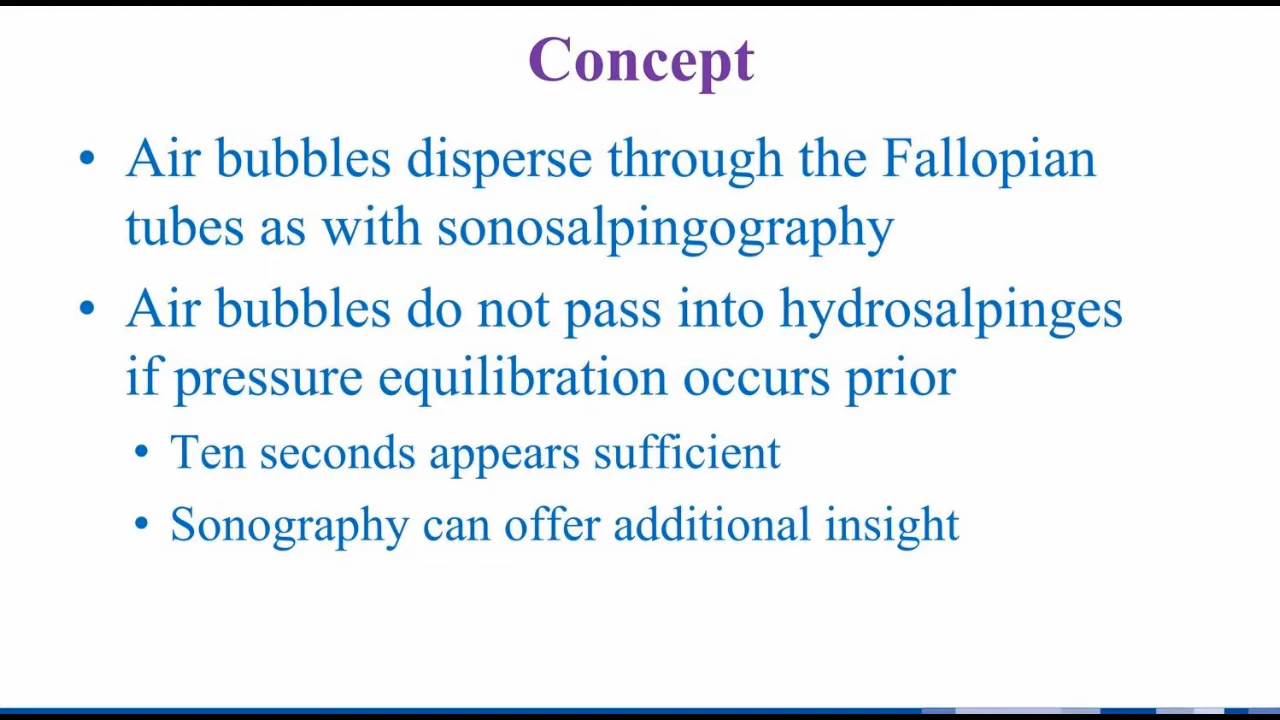 Concept
• Air bubbles disperse through the Fallopian
tubes as with sonosalpingography
• Air bubbles do not pass into hydrosalpinges
if pressure equilibration occurs prior
• Ten seconds appears sufficient
• Sonography can offer additional insight